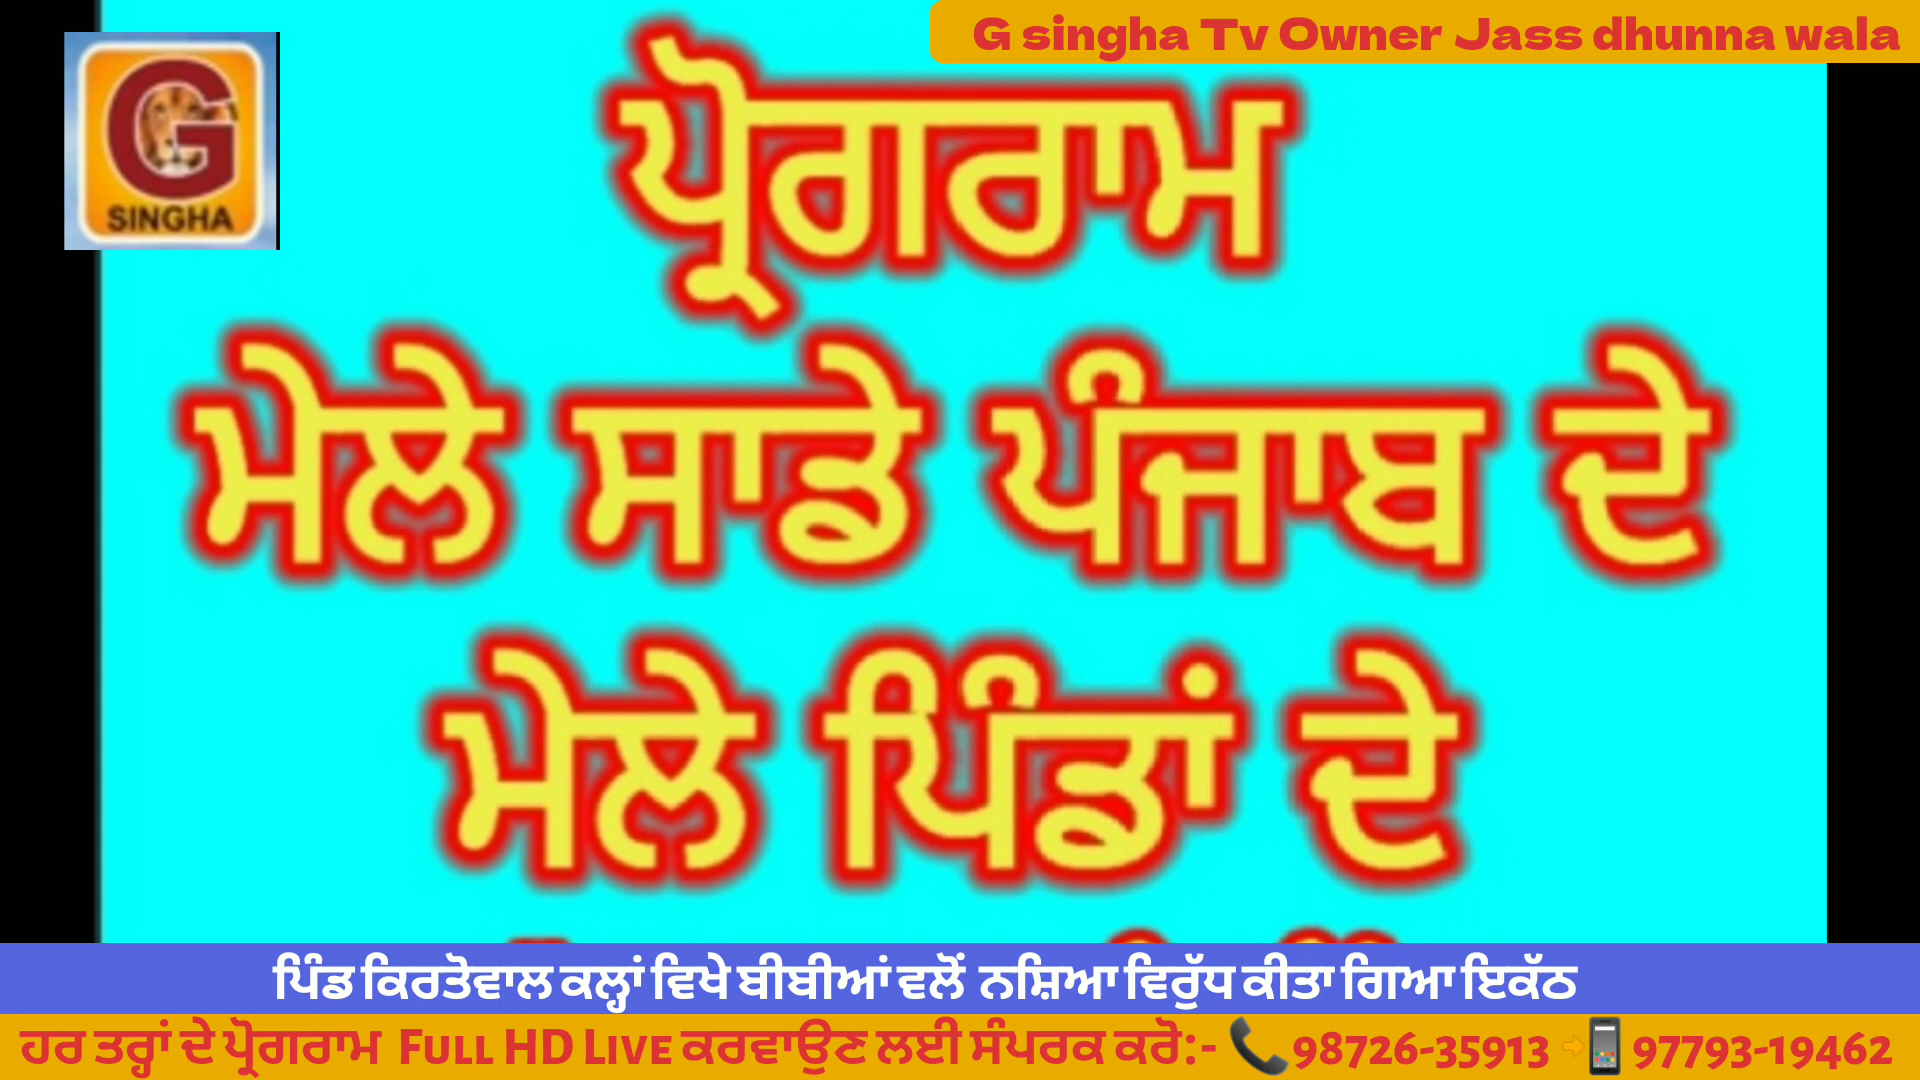 G singha Tv Owner Jass dhunna wala
G
SINGHA
ਪ੍ਰੋਗਰਾਮ
ਮੇਲੇ ਸਾਡੇ ਪੰਜਾਬ ਦੇ
ਮੇਲੇ ਪਿੰਡਾਂ ਦੇ
ਪਿੰਡ ਕਿਰਤੋਵਾਲ ਕਲ੍ਹਾਂ ਵਿਖੇ ਬੀਬੀਆਂ ਵਲੋਂ ਨਸ਼ਿਆ ਵਿਰੁੱਧ ਕੀਤਾ ਗਿਆ ਇਕੱਠ
ਹਰ ਤਰ੍ਹਾਂ ਦੇ ਪ੍ਰੋਗਰਾਮ Full HD Live ਕਰਵਾਉਣ ਲਈ ਸੰਪਰਕ ਕਰੋ:- 📞98726-35913 📲97793-19462